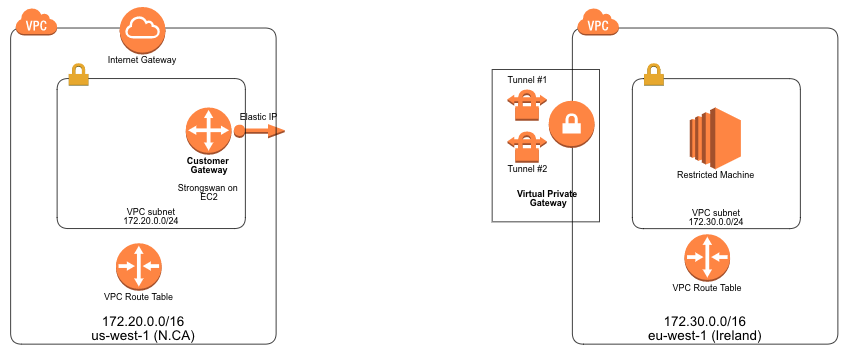 VPC
Internet Gateway
Elastic IP
Customer
Gateway
Strongswan on
EC2
VPC subnet
172.20.0.0/24
VPC Route Table
172.20.0.0/16
us-west-1 (N.CA)
Tunnel #1
Tunnel #2
Virtual Private
Gateway
VPC
Restricted Machine
VPC subnet
172.30.0.0/24
VPC Route Table
172.30.0.0/16
eu-west-1 (Ireland)